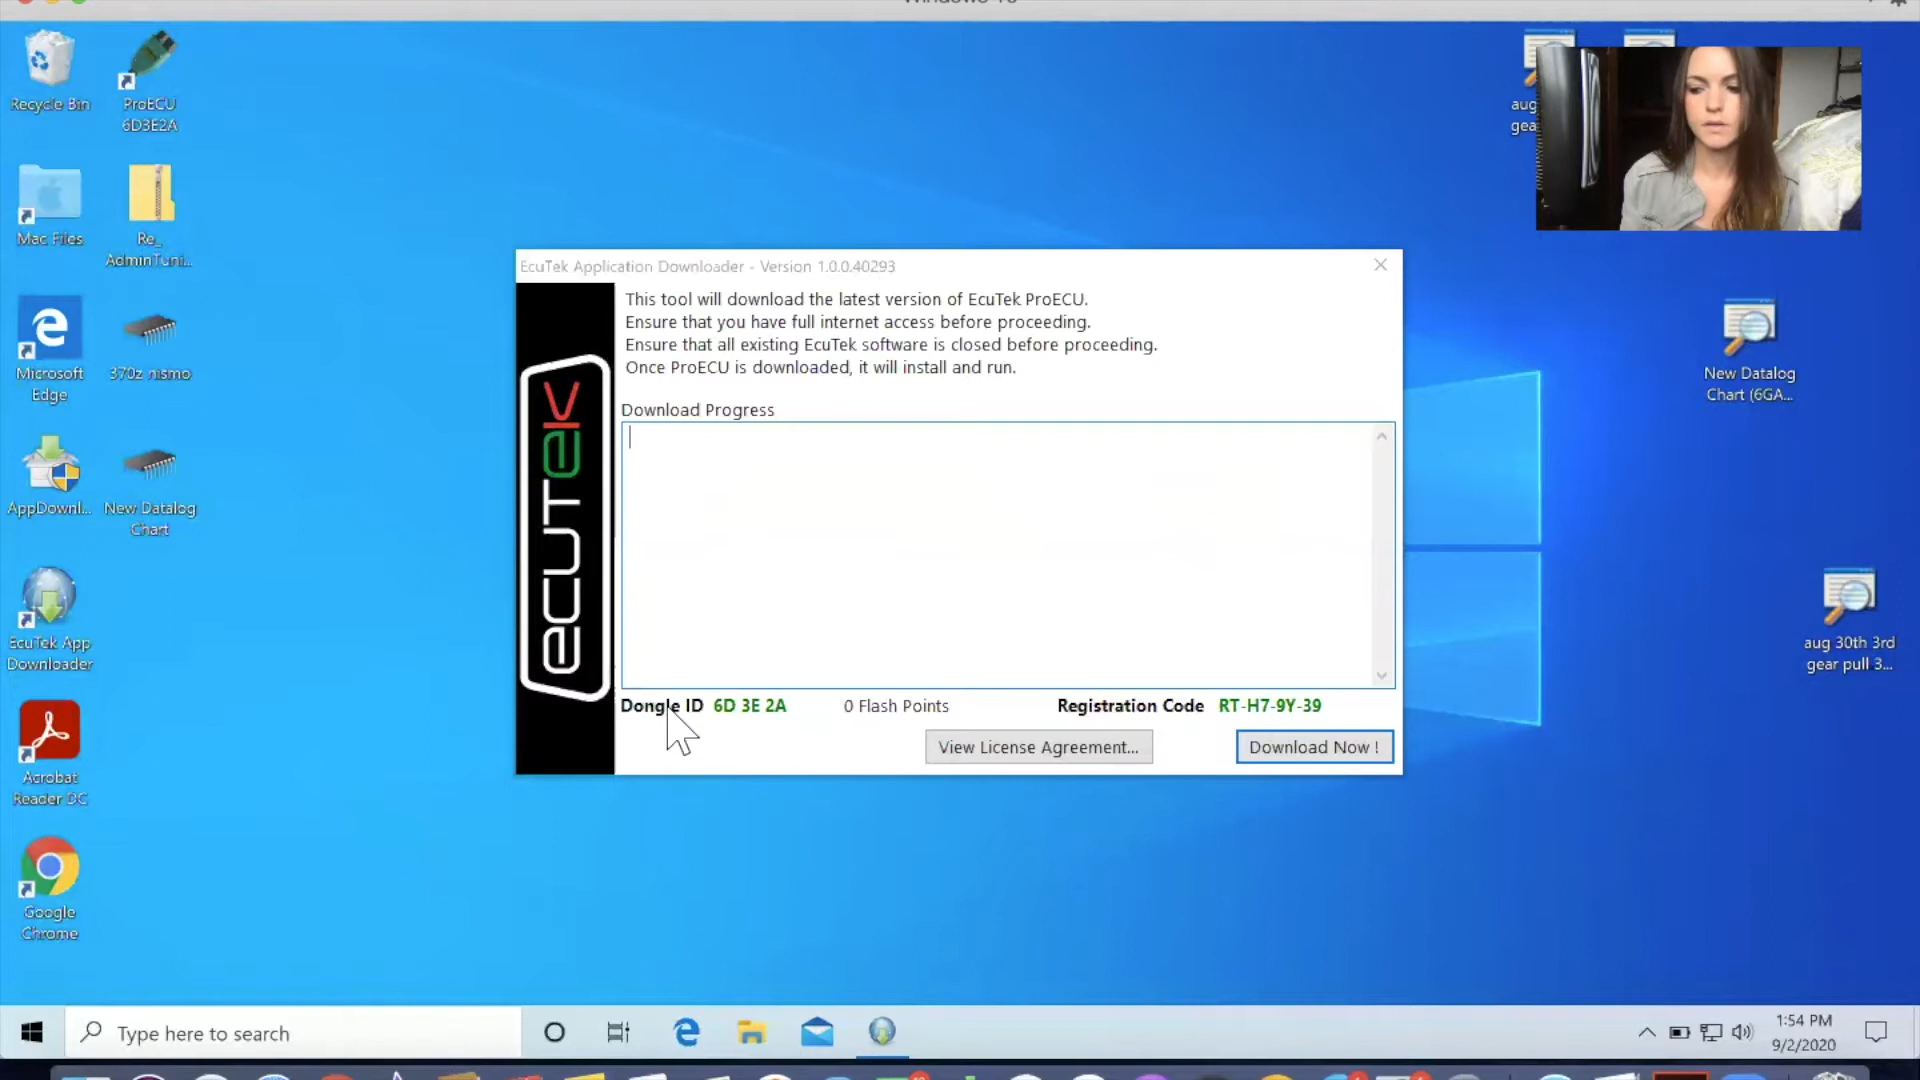 Recycle Bin
ProECU
6D3E2A
Mac Files
Re_
AdminTuni...
Microsoft
Edge
370z nismo
AppDownl...
New Datalog
Chart
EcuTek App
Downloader
Acrobat
Reader DC
Google
Chrome
EcuTek Application Downloader - Version 1.0.0.40293
This tool will download the latest version of EcuTek ProECU.
Ensure that you have full internet access before proceeding.
Ensure that all existing EcuTek software is closed before proceeding.
Once ProECU is downloaded, it will install and run.
ecutek
Download Progress
Dongle ID 6D 3E 2A 0 Flash Points Registration Code RT-H7-9Y-39
View License Agreement...
Download Now !
aug
gea
New Datalog
Chart (6GA...
aug 30th 3rd
gear pull 3...
Type here to search
1:54 PM
9/2/2020